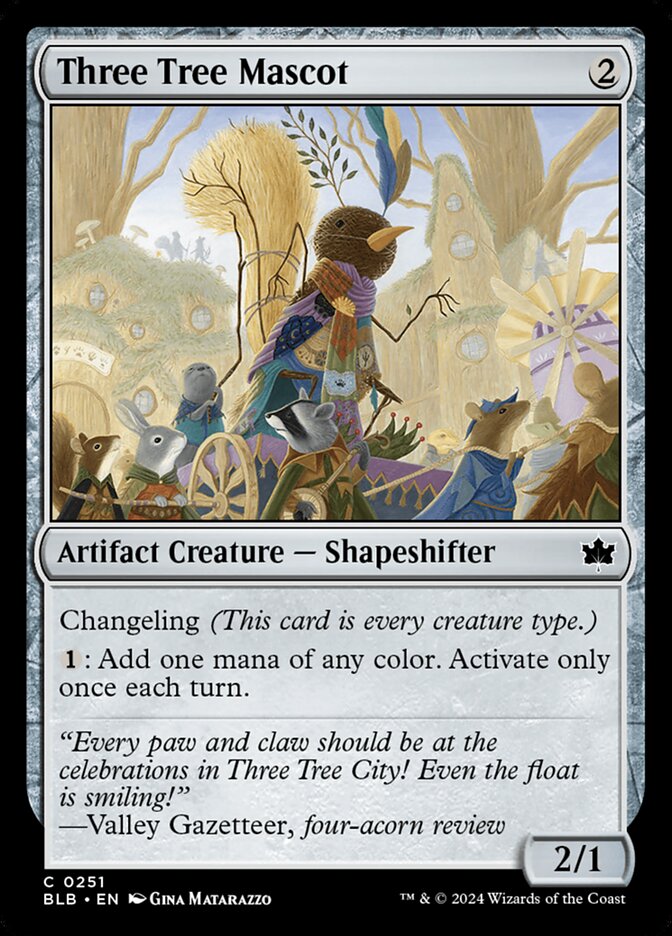 Three Tree Mascot 2
Artifact Creature — Shapeshifter
Changeling (This card is every creature type.)
1: Add one mana of any color. Activate only
once each turn.
“Every paw and claw should be at the
celebrations in Three Tree City! Even the float
is smiling!”
—Valley Gazetteer, four-acorn review
2/1
C 0251
BLB • EN Gina Matarazzo
™ & © 2024 Wizards of the Coast